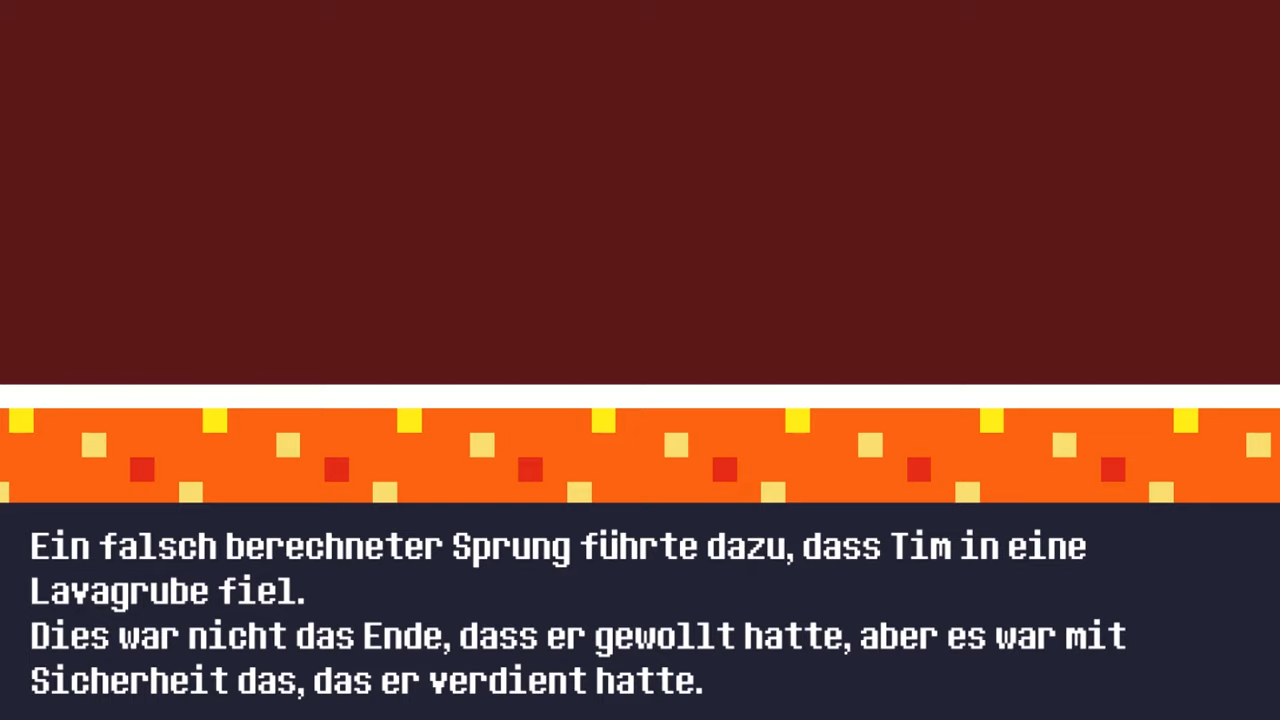 Ein falsch berechneter Sprung führte dazu, dass Tim in eine
Lavagrube fiel.
Dies war nicht das Ende, dass er gewollt hatte, aber es war mit
Sicherheit das, das er verdient hatte.